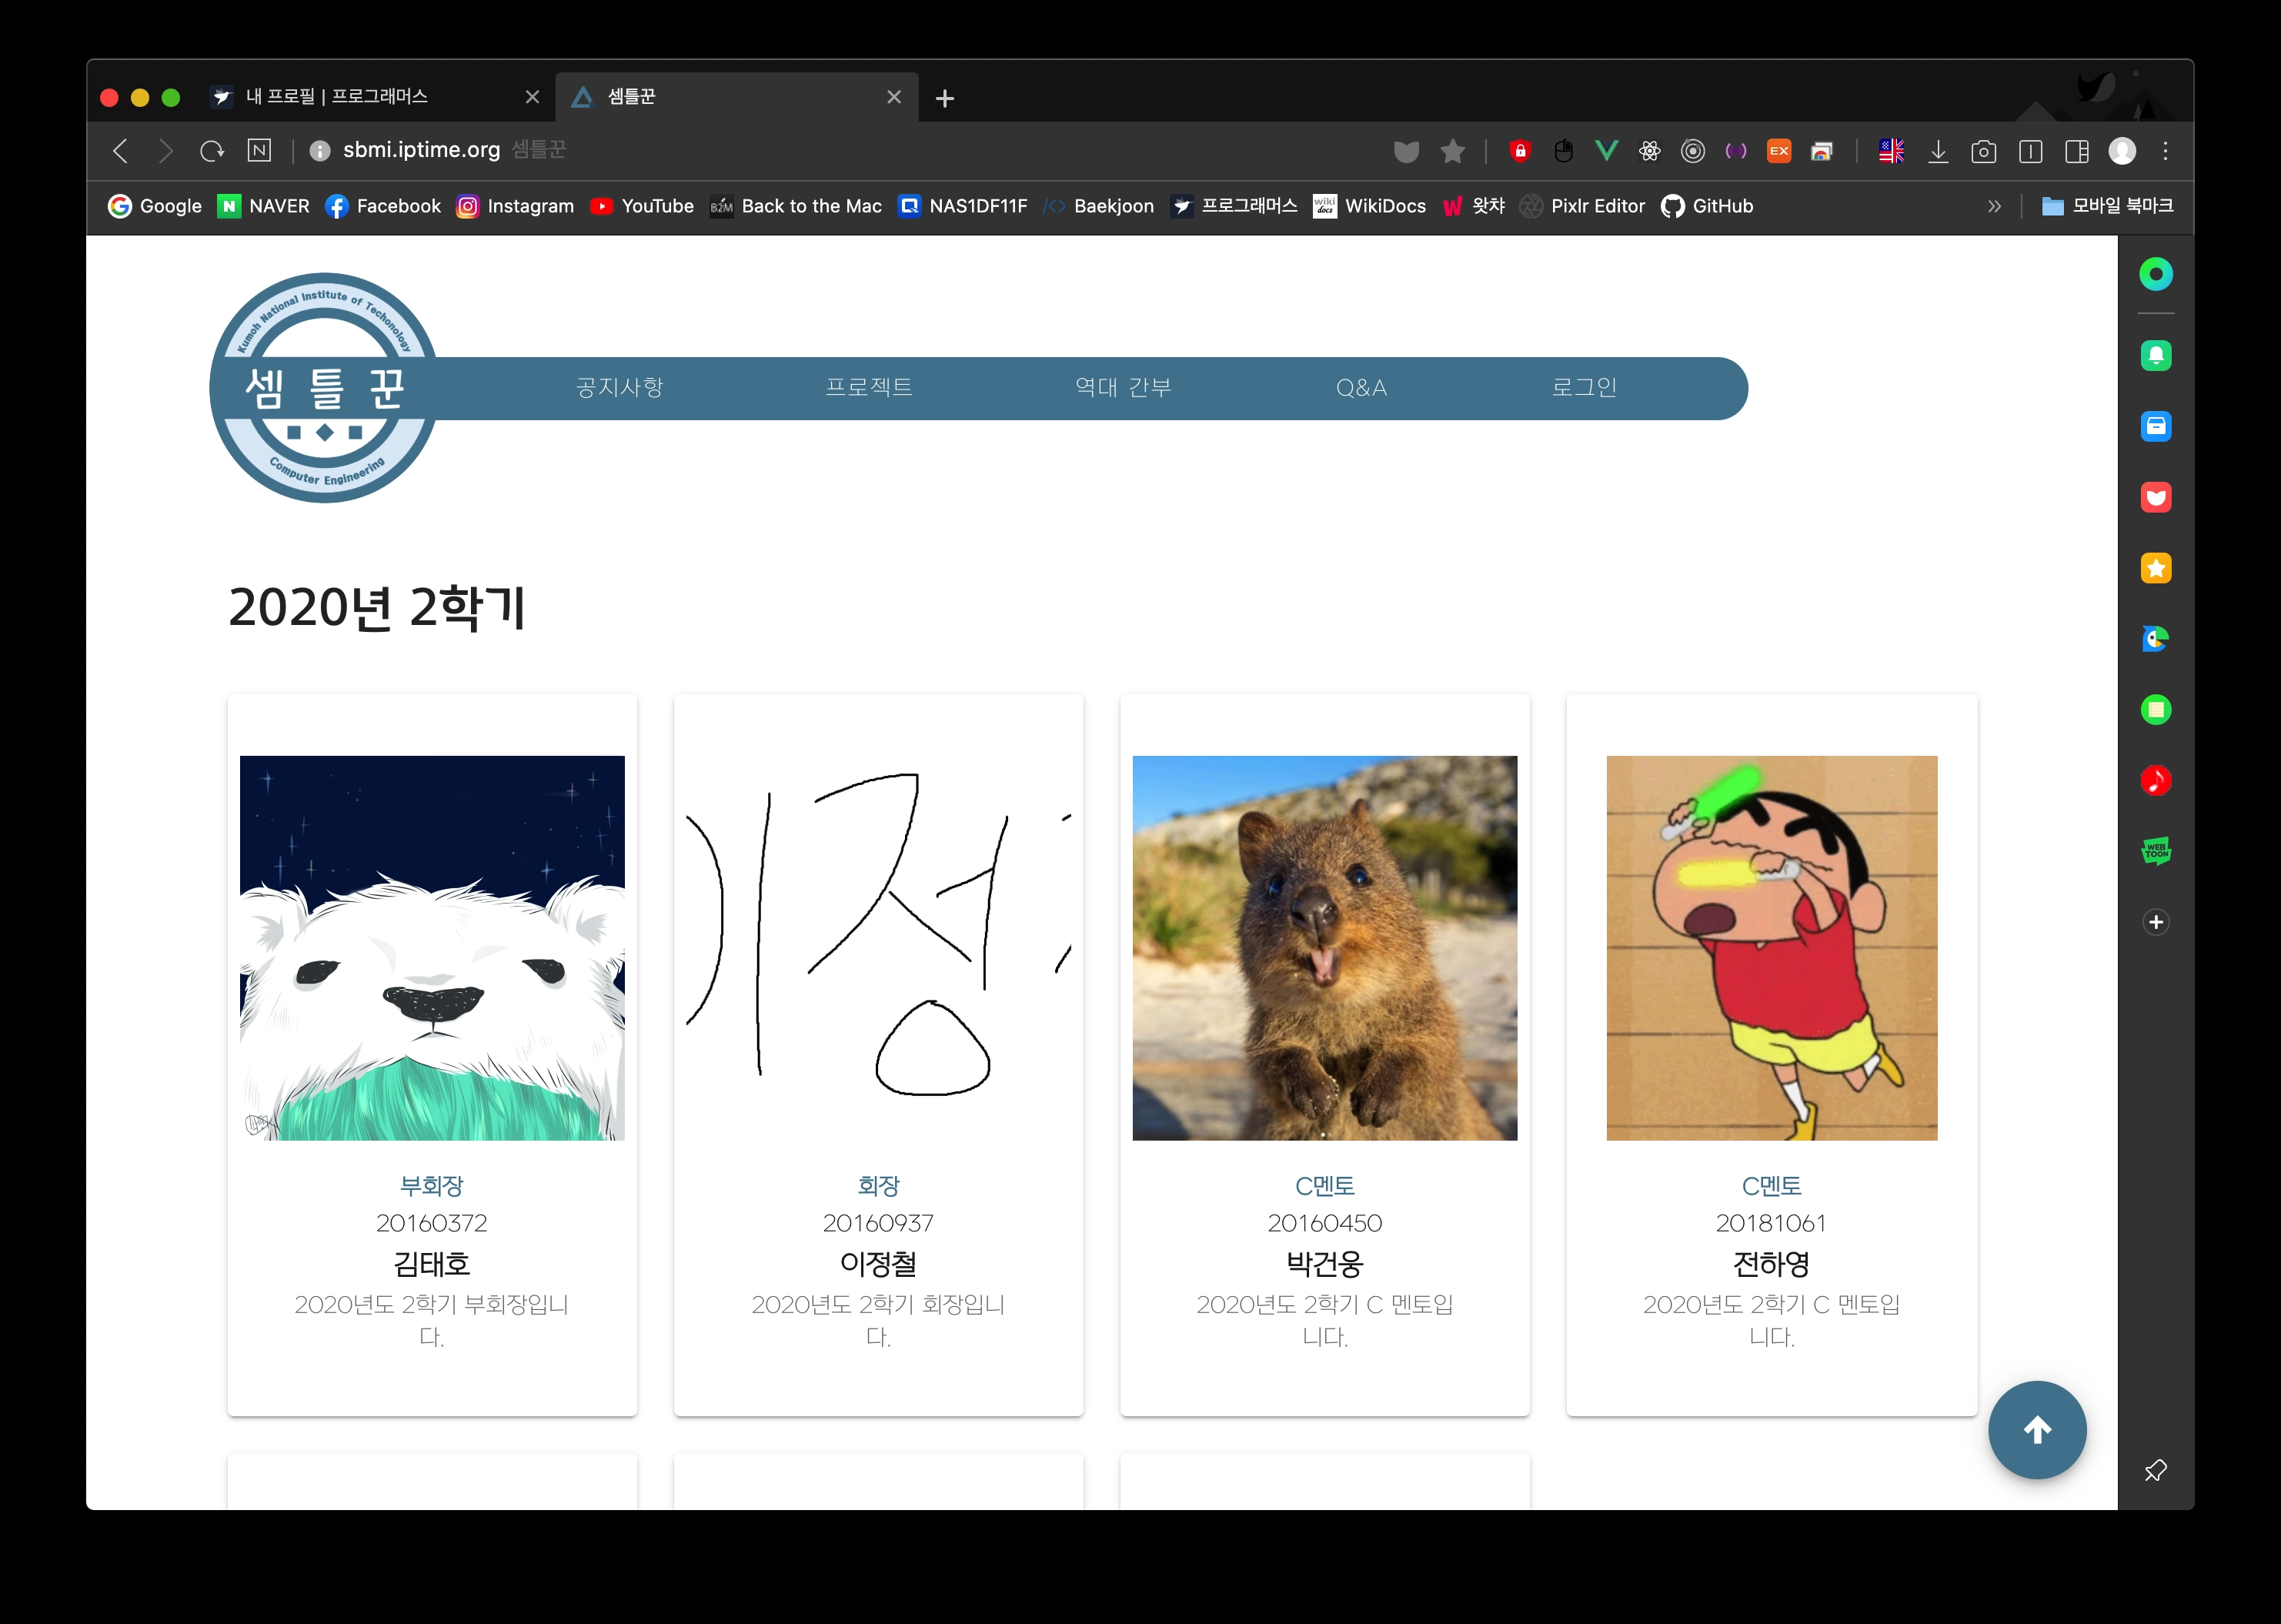 내 프로필 | 프로그래머스
셈틀꾼
sbmi.iptime.org 셈틀꾼
EX
Google
NAVER
Facebook
Instagram
YouTube
B2M Back to the Mac
NAS1DF11F
Baekjoon
프로그래머스
wiki docs WikiDocs
왓챠
Pixlr Editor
GitHub
모바일 북마크
Kumoh National Institute of Techonology
셈틀꾼
Computer Engineering
공지사항
프로젝트
역대 간부
Q&A
로그인
WEB
TOON
2020년 2학기
이정
부회장
20160372
김태호
2020년도 2학기 부회장입니
다.
회장
20160937
이정철
2020년도 2학기 회장입니
다.
C멘토
20160450
박건웅
2020년도 2학기 C 멘토입
니다.
C멘토
20181061
전하영
2020년도 2학기 C 멘토입
니다.